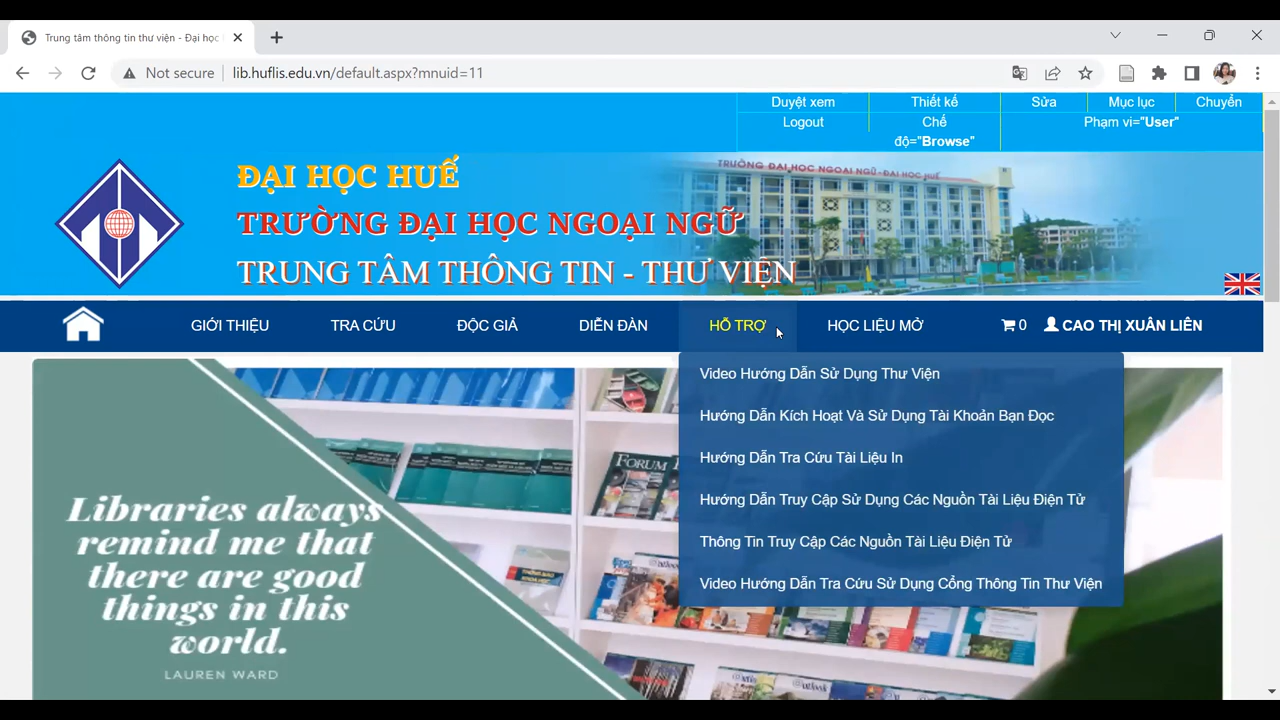 Trung tâm thông tin thư viện - Đại học
Not secure
lib.huflis.edu.vn/default.aspx?mnuid=11
Duyệt xem
Thiết kế
Sửa
Mục lục
Chuyển
Logout
Chế
độ="Browse"
Phạm vi="User"
ĐẠI HỌC HUẾ
TRƯỜNG ĐẠI HỌC NGOẠI NGỮ
TRUNG TÂM THÔNG TIN - THƯ VIỆN
TRƯỜNG ĐẠI HỌC NGOẠI NGỮ - ĐẠI HỌC HUẾ
GIỚI THIỆU
TRA CỨU
ĐỘC GIẢ
DIỄN ĐÀN
HỖ TRỢ
HỌC LIỆU MỞ
0
CAO THỊ XUÂN LIÊN
Video Hướng Dẫn Sử Dụng Thư Viện
Hướng Dẫn Kích Hoạt Và Sử Dụng Tài Khoản Bạn Đọc
Hướng Dẫn Tra Cứu Tài Liệu In
Hướng Dẫn Truy Cập Sử Dụng Các Nguồn Tài Liệu Điện Tử
Thông Tin Truy Cập Các Nguồn Tài Liệu Điện Tử
Video Hướng Dẫn Tra Cứu Sử Dụng Cổng Thông Tin Thư Viện
Libraries always
remind me that
there are good
things in this
world.
LAUREN WARD
FORUM